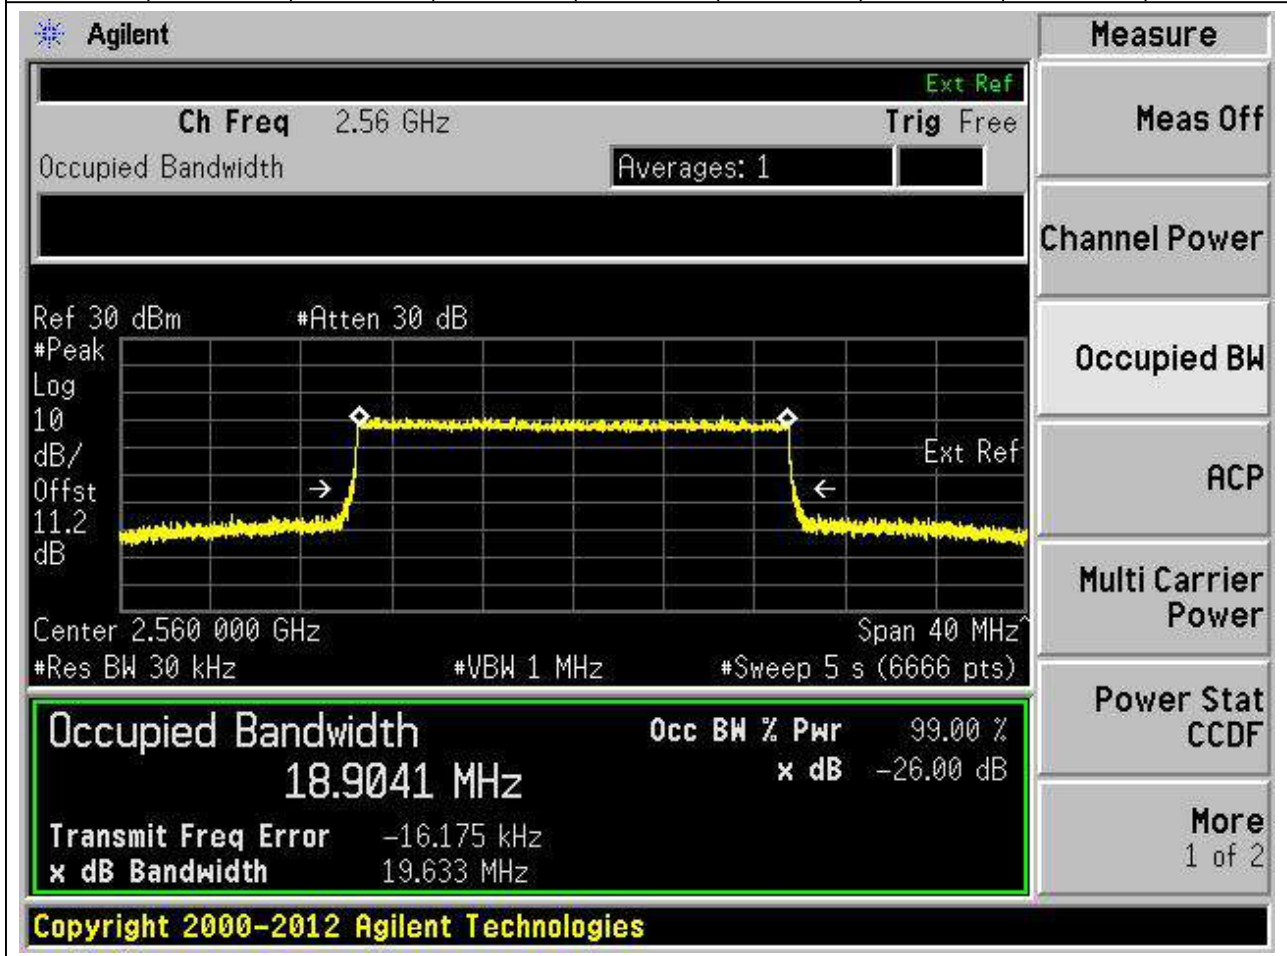 Agilent
Measure
Ext Ref
Ch Freq 2.56 GHz Trig Free
Meas Off
Occupied Bandwidth Averages: 1
Channel Power
Ref 30 dBm #Atten 30 dB
#Peak
Log
10
dB/
Offst
11.2
dB
Ext Ref
Occupied BW
ACP
Center 2.560 000 GHz Span 40 MHz^
#Res BW 30 kHz #VBW 1 MHz #Sweep 5 s (6666 pts)
Multi Carrier
Power
Occupied Bandwidth Occ BW % Pwr 99.00 %
18.9041 MHz x dB -26.00 dB
Transmit Freq Error -16.175 kHz
x dB Bandwidth 19.633 MHz
Power Stat
CCDF
More
1 of 2
Copyright 2000-2012 Agilent Technologies